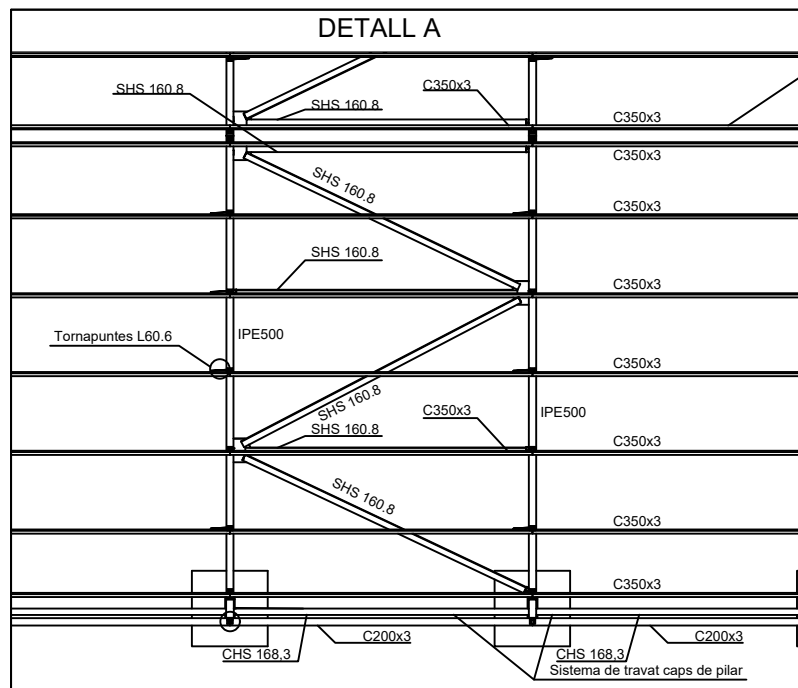 DETALL A
SHS 160.8
SHS 160.8
C350x3
C350x3
C350x3
SHS 160.8
C350x3
SHS 160.8
C350x3
Tornapuntes L60.6
IPE500
C350x3
SHS 160.8
SHS 160.8
C350x3
IPE500
C350x3
SHS 160.8
C350x3
C350x3
CHS 168,3
C200x3
CHS 168,3
C200x3
Sistema de travat caps de pilar